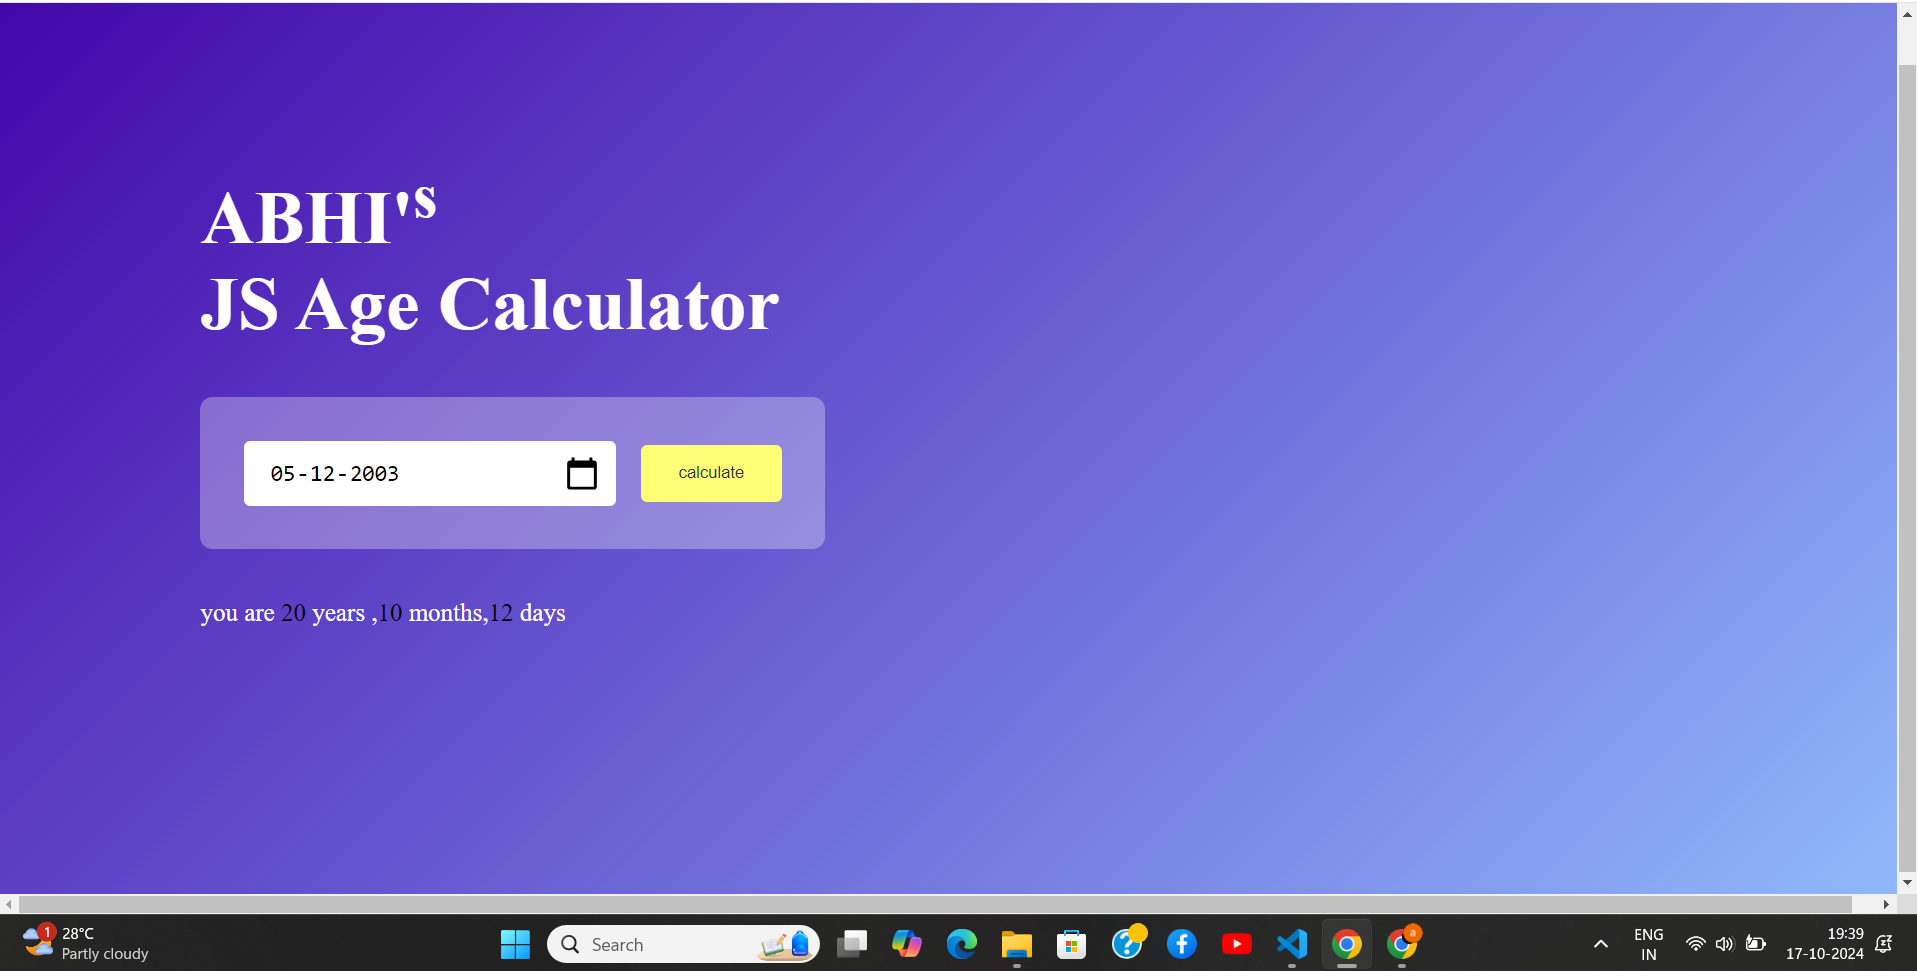 ABHI's
JS Age Calculator
05-12-2003
calculate
you are 20 years ,10 months,12 days
1
28°C
Partly cloudy
Search
?
f
a
ENG
IN
19:39
17-10-2024